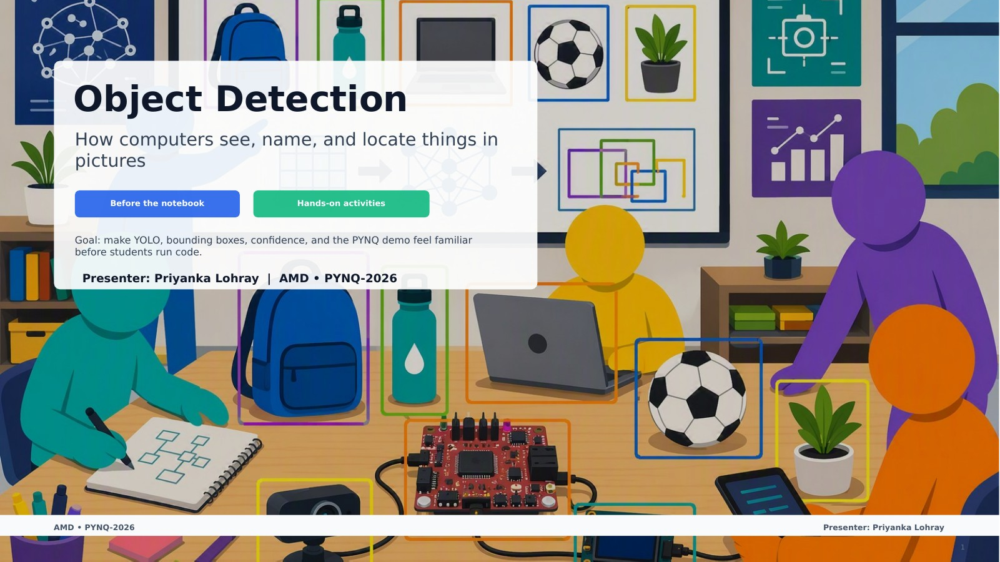 Object Detection
How computers see, name, and locate things in
pictures
Before the notebook
Hands-on activities
Goal: make YOLO, bounding boxes, confidence, and the PYNQ demo feel familiar
before students run code.
Presenter: Priyanka Lohray | AMD • PYNQ-2026
AMD • PYNQ-2026
Presenter: Priyanka Lohray
1